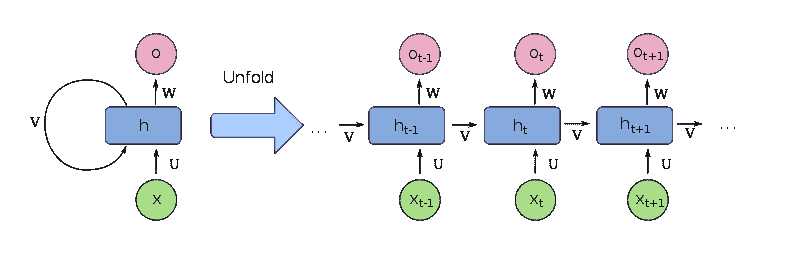 o
o_{t-1}
o_t
o_{t+1}
Unfold
w
w
w
w
V
h
...
V
h_{t-1}
V
h_t
V
h_{t+1}
V
...
U
U
U
U
x
x_{t-1}
x_t
x_{t+1}